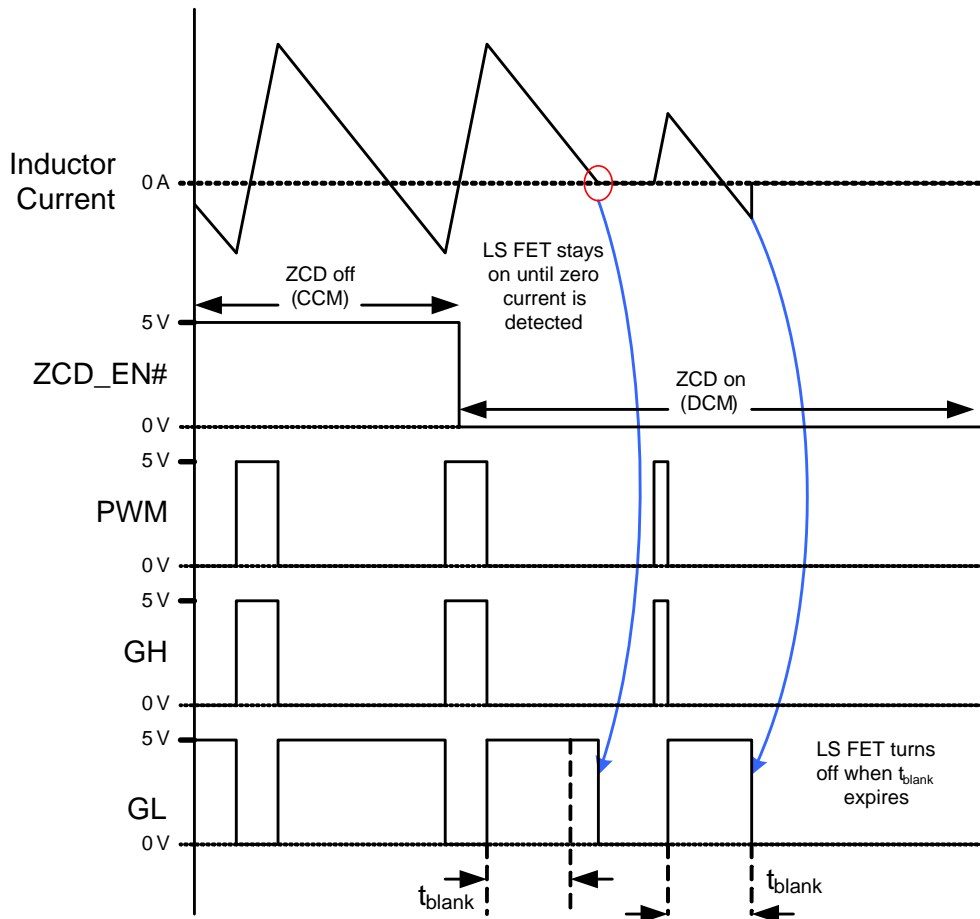 Inductor
Current
0 A
LS FET stays
on until zero
current is
detected
ZCD off
(CCM)
5 V
ZCD_EN#
0 V
ZCD on
(DCM)
5 V
PWM
0 V
5 V
GH
0 V
5 V
GL
0 V
LS FET turns
off when tblank
expires
tblank
tblank